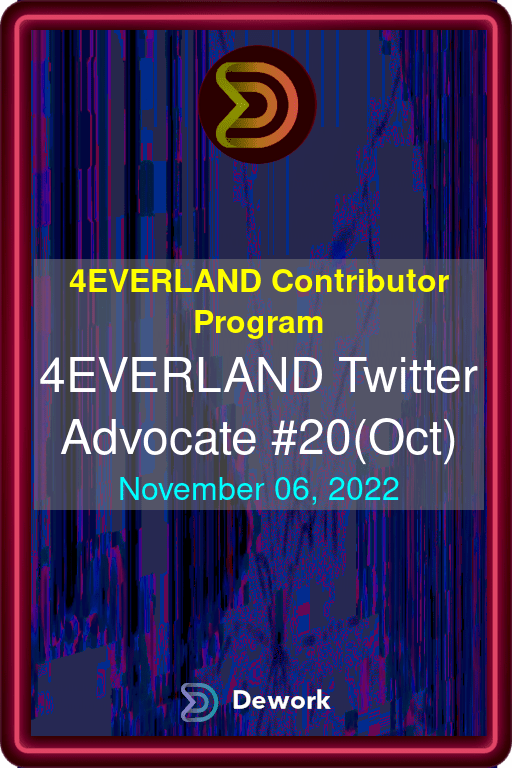 4EVERLAND Contributor
Program
4EVERLAND Twitter
Advocate #20(Oct)
November 06, 2022
Dework